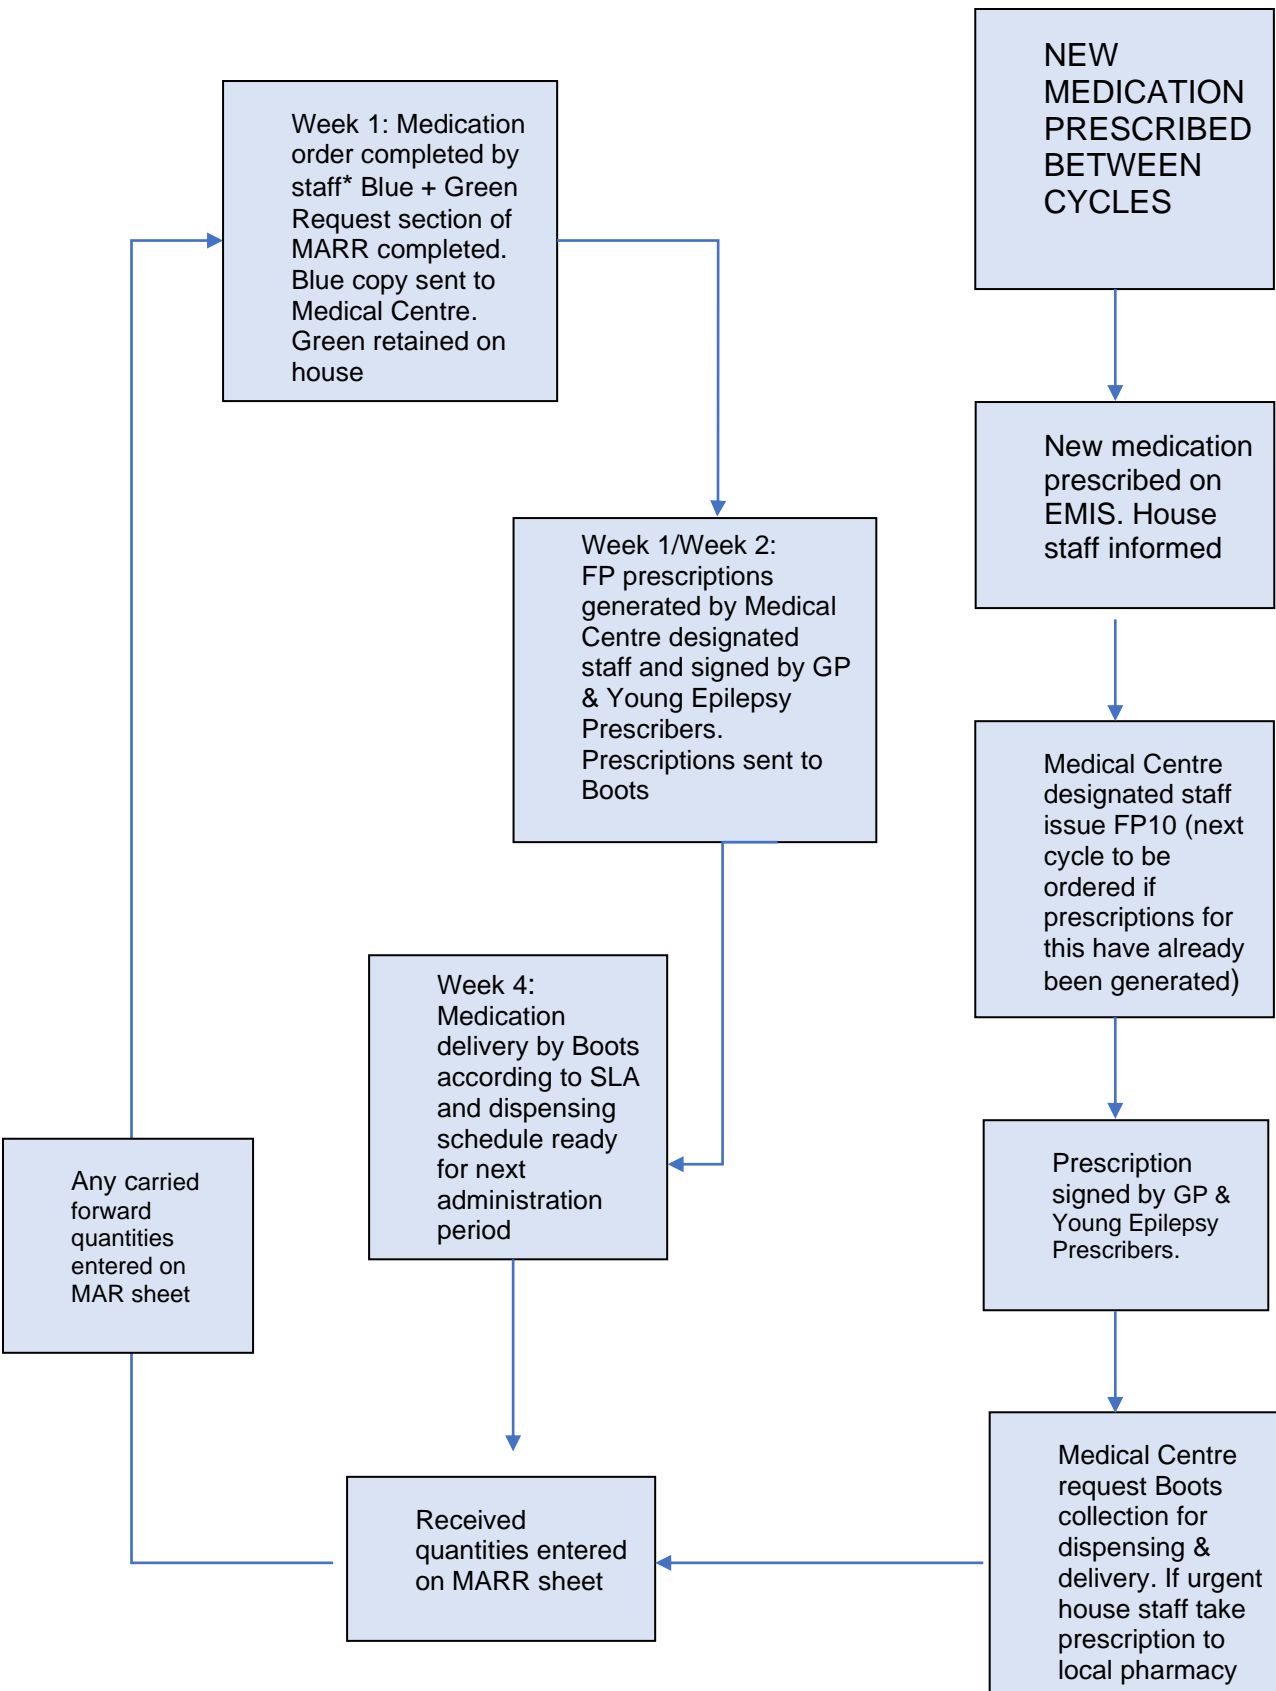 Week 1: Medication
order completed by
staff* Blue + Green
Request section of
MARR completed.
Blue copy sent to
Medical Centre.
Green retained on
house
Week 1/Week 2:
FP prescriptions
generated by Medical
Centre designated
staff and signed by GP
& Young Epilepsy
Prescribers.
Prescriptions sent to
Boots
Week 4:
Medication
delivery by Boots
according to SLA
and dispensing
schedule ready
for next
administration
period
Received
quantities entered
on MARR sheet
Any carried
forward
quantities
entered on
MAR sheet
NEW
MEDICATION
PRESCRIBED
BETWEEN
CYCLES
New medication
prescribed on
EMIS. House
staff informed
Medical Centre
designated staff
issue FP10 (next
cycle to be
ordered if
prescriptions for
this have already
been generated)
Prescription
signed by GP &
Young Epilepsy
Prescribers.
Medical Centre
request Boots
collection for
dispensing &
delivery. If urgent
house staff take
prescription to
local pharmacy